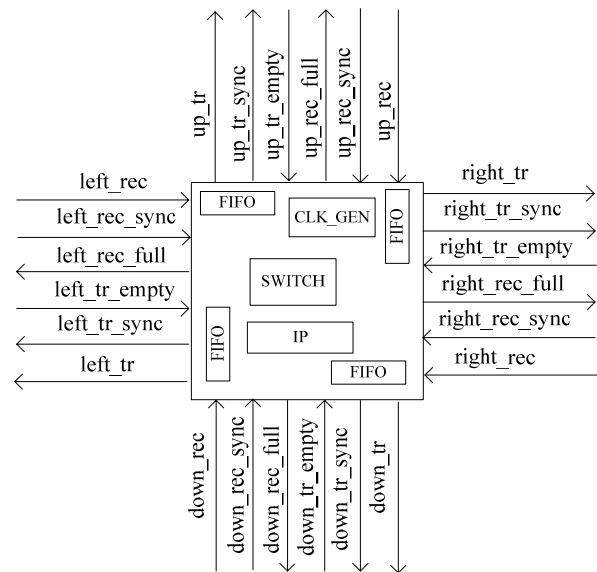 up_tr
up_tr_sync
up_tr_empty
up_rec_full
up_rec_sync
up_rec
left_rec
left_rec_sync
left_rec_full
left_tr_empty
left_tr_sync
left_tr
FIFO
CLK_GEN
FIFO
SWITCH
FIFO
IP
FIFO
right_tr
right_tr_sync
right_tr_empty
right_rec_full
right_rec_sync
right_rec
down_rec
down_rec_sync
down_rec_full
down_tr_empty
down_tr_sync
down_tr